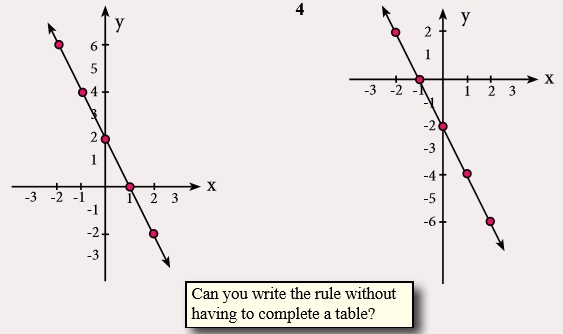 y
6
5
4
3
2
1
x
-3 -2 -1 1 2 3
-1
-2
-3
4
y
2
1
x
-3 -2 -1 1 2 3
-1
-2
-3
-4
-5
-6
Can you write the rule without
having to complete a table?